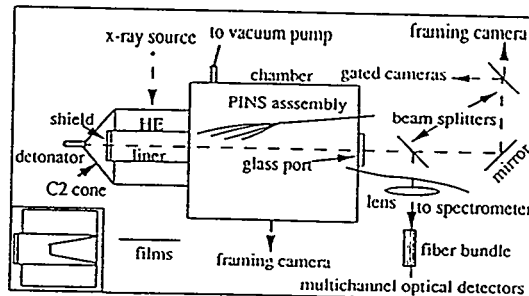 x-ray source
to vacuum pump
framing camera
chamber
gated cameras
shield
HE
PINS asssembly
beam splitters
detonator
liner
glass port
mirror
C2 cone
lens
to spectrometer
films
framing camera
fiber bundle
multichannel optical detectors